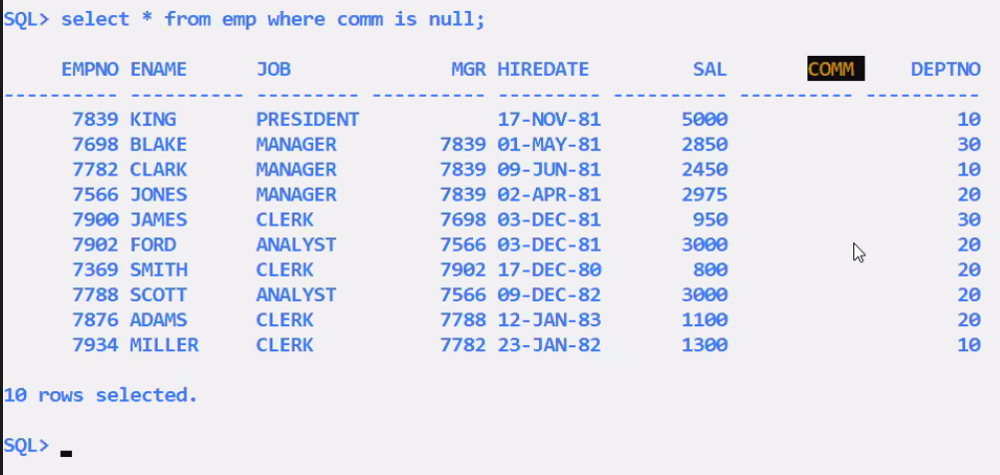 SQL> select * from emp where comm is null;
EMPNO ENAME JOB MGR HIREDATE SAL COMM DEPTNO
---------- ---------- --------- ---------- --------- ---------- ---------- ----------
7839 KING PRESIDENT 17-NOV-81 5000 10
7698 BLAKE MANAGER 7839 01-MAY-81 2850 30
7782 CLARK MANAGER 7839 09-JUN-81 2450 10
7566 JONES MANAGER 7839 02-APR-81 2975 20
7900 JAMES CLERK 7698 03-DEC-81 950 30
7902 FORD ANALYST 7566 03-DEC-81 3000 20
7369 SMITH CLERK 7902 17-DEC-80 800 20
7788 SCOTT ANALYST 7566 09-DEC-82 3000 20
7876 ADAMS CLERK 7788 12-JAN-83 1100 20
7934 MILLER CLERK 7782 23-JAN-82 1300 10
10 rows selected.
SQL>